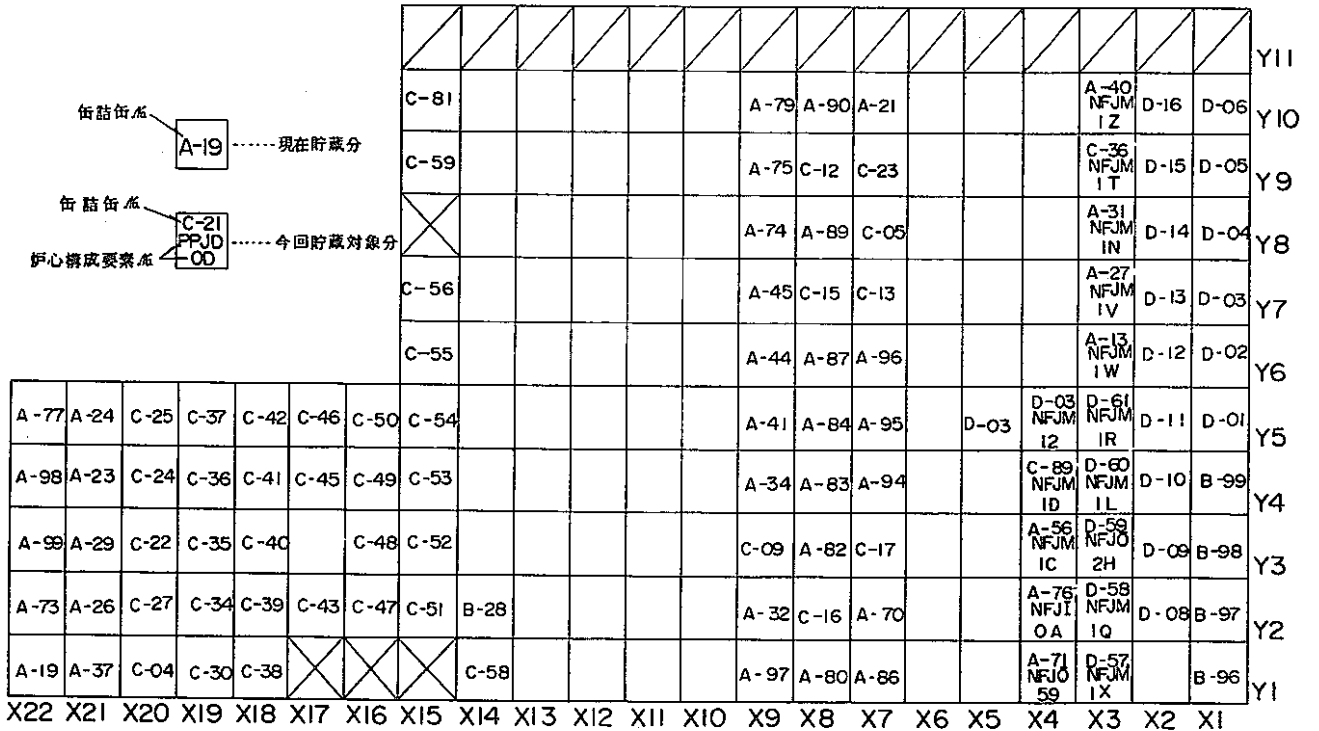 Y11
C-81 A-79 A-90 A-21 A-40 NFJM 1Z D-16 D-06 Y10
缶詰缶№
A-19 ------ 現在貯蔵分
C-59 A-75 C-12 C-23 C-36 NFJM 1T D-15 D-05 Y9
缶詰缶№
C-21 PPJD OD ------ 今回貯蔵対象分
炉心構成要素№
A-74 A-89 C-05 A-31 NFJM 1N D-14 D-04 Y8
C-56 A-45 C-15 C-13 A-27 NFJM 1V D-13 D-03 Y7
C-55 A-44 A-87 A-96 A-13 NFJM 1W D-12 D-02 Y6
A-77 A-24 C-25 C-37 C-42 C-46 C-50 C-54 A-41 A-84 A-95 D-03 D-03 NFJM 12 D-61 NFJM 1R D-11 D-01 Y5
A-98 A-23 C-24 C-36 C-41 C-45 C-49 C-53 A-34 A-83 A-94 C-89 NFJM 1D D-60 NFJM 1L D-10 B-99 Y4
A-99 A-29 C-22 C-35 C-40 C-48 C-52 C-09 A-82 C-17 A-56 NFJM 1C D-59 NFJO 2H D-09 B-98 Y3
A-73 A-26 C-27 C-34 C-39 C-43 C-47 C-51 B-28 A-32 C-16 A-70 A-76 NFJI 0A D-58 NFJM 1Q D-08 B-97 Y2
A-19 A-37 C-04 C-30 C-38 C-58 A-97 A-80 A-86 A-71 NFJO 59 D-57 NFJM 1X B-96 Y1
X22 X21 X20 X19 X18 X17 X16 X15 X14 X13 X12 X11 X10 X9 X8 X7 X6 X5 X4 X3 X2 X1